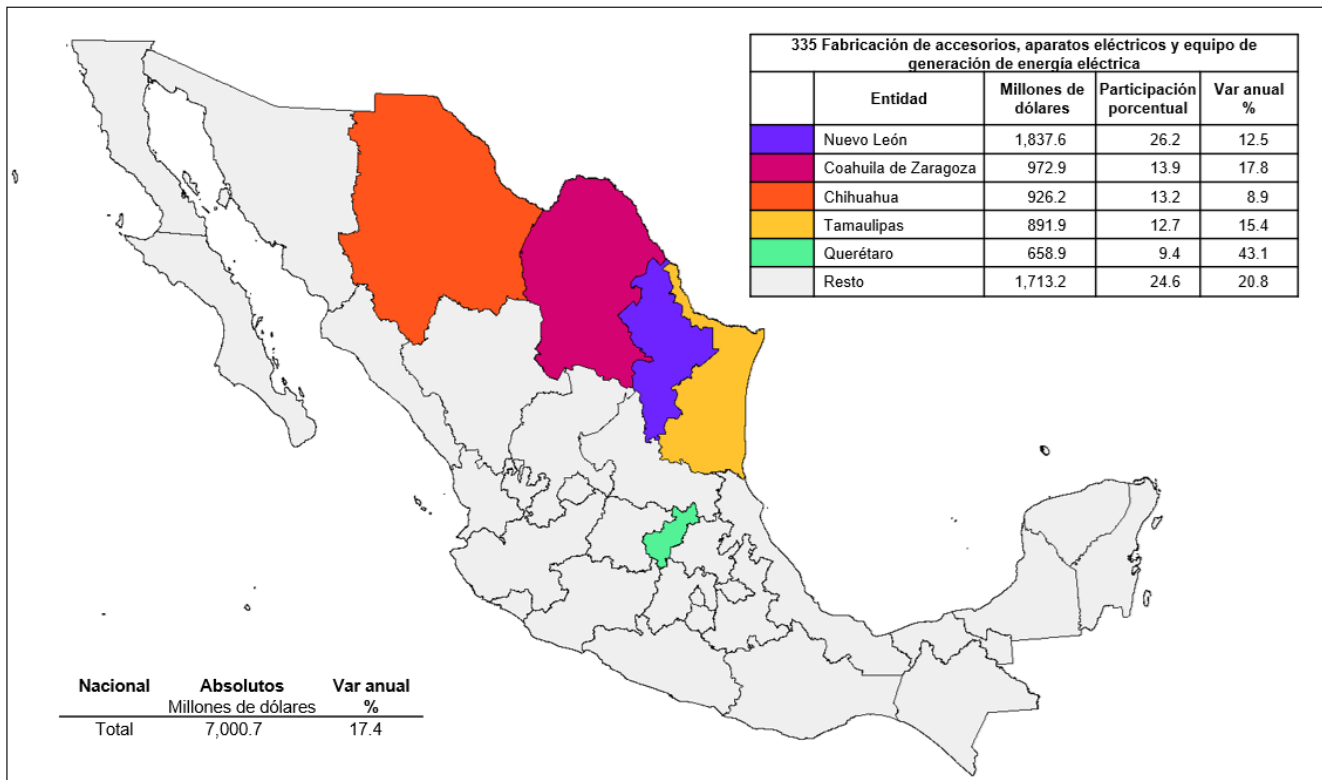 335 Fabricación de accesorios, aparatos eléctricos y equipo de
generación de energía eléctrica
Entidad Millones de dólares Participación porcentual Var anual %
Nuevo León 1,837.6 26.2 12.5
Coahuila de Zaragoza 972.9 13.9 17.8
Chihuahua 926.2 13.2 8.9
Tamaulipas 891.9 12.7 15.4
Querétaro 658.9 9.4 43.1
Resto 1,713.2 24.6 20.8
Nacional Absolutos Var anual
Millones de dólares %
Total 7,000.7 17.4